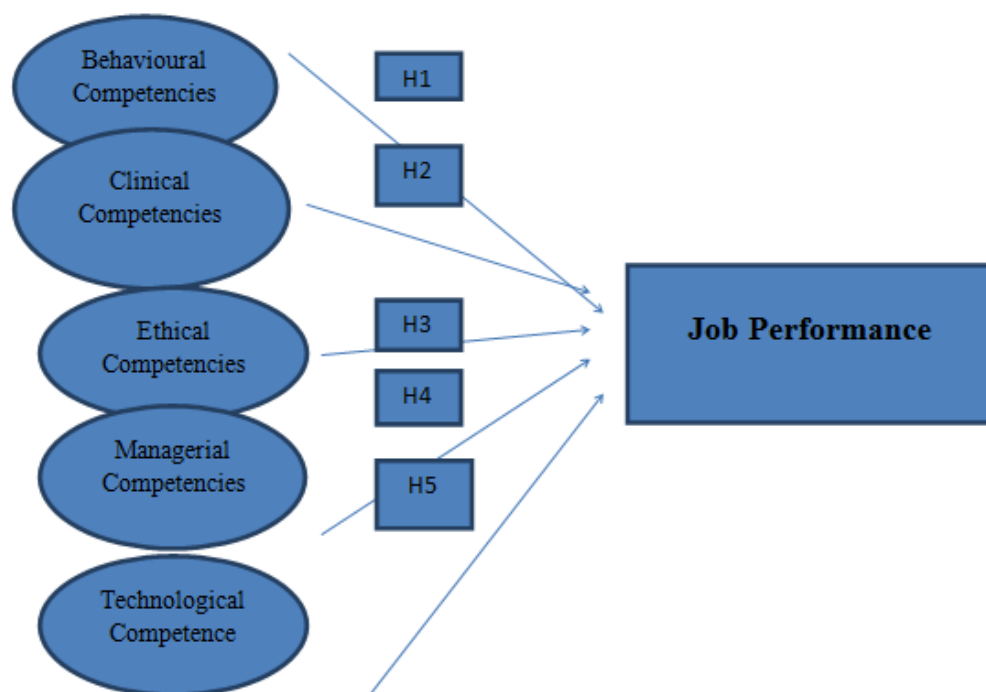 Behavioural
Competencies
H1
Clinical
Competencies
H2
Ethical
Competencies
H3
Job Performance
Managerial
Competencies
H4
H5
Technological
Competence